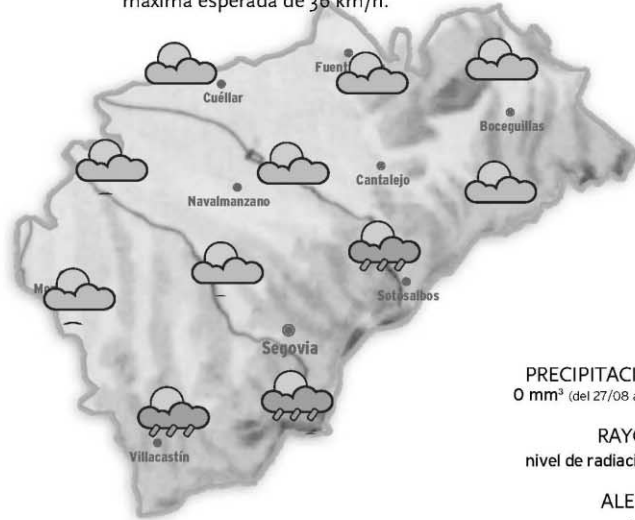 máxima esperada de 36 km/h.
Fuent
Cuéllar
Boceguillas
Cantalejo
Navalmanzano
Sotosalbos
Segovia
Villacastín
PRECIPITACI
0 mm³ (del 27/08 a
RAYO
nivel de radiaci
ALE